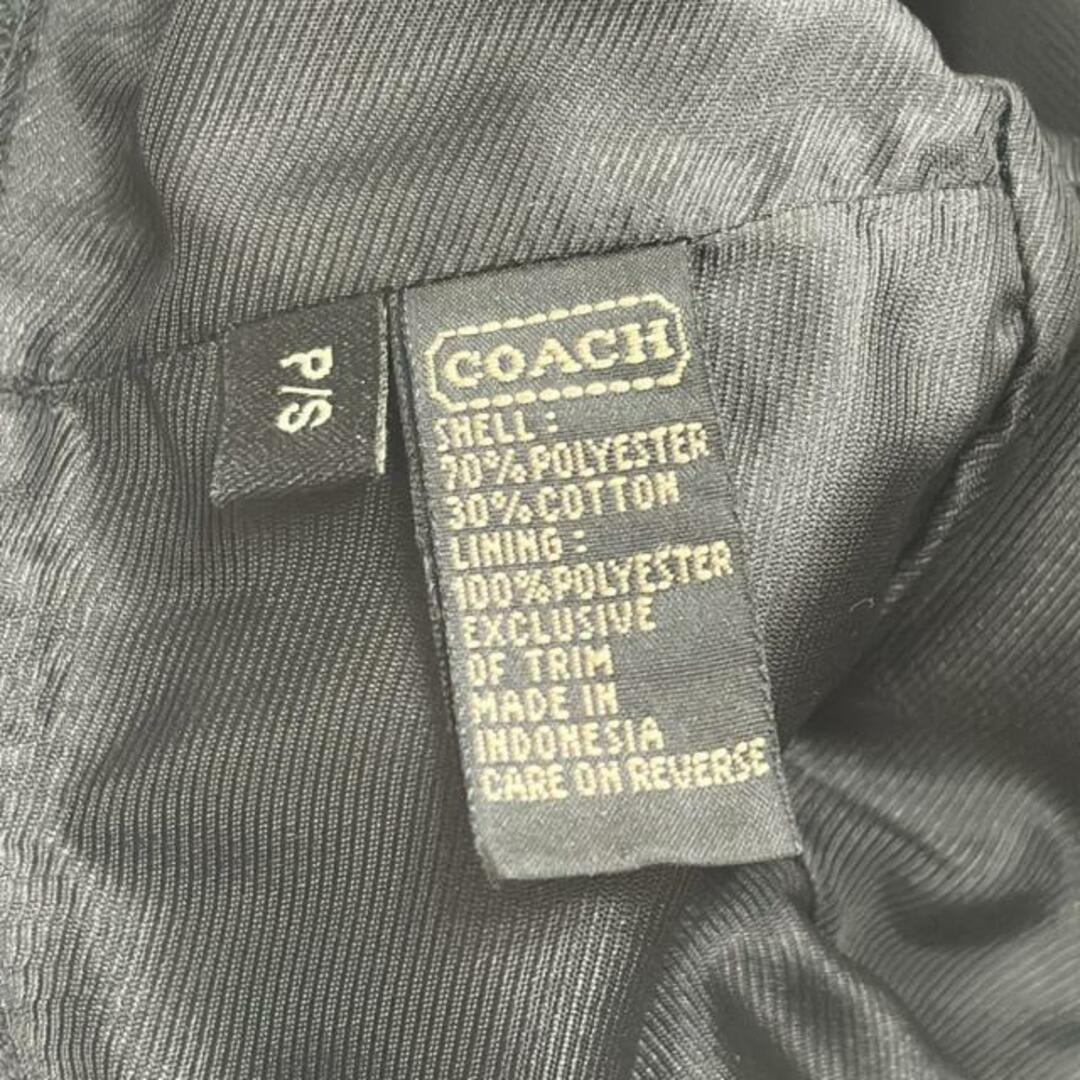 P/S
COACH
SHELL:
70%POLYESTER
30%COTTON
LINING:
100%POLYESTER
EXCLUSIVE
OF TRIM
MADE IN
INDONESIA
CARE ON REVERSE